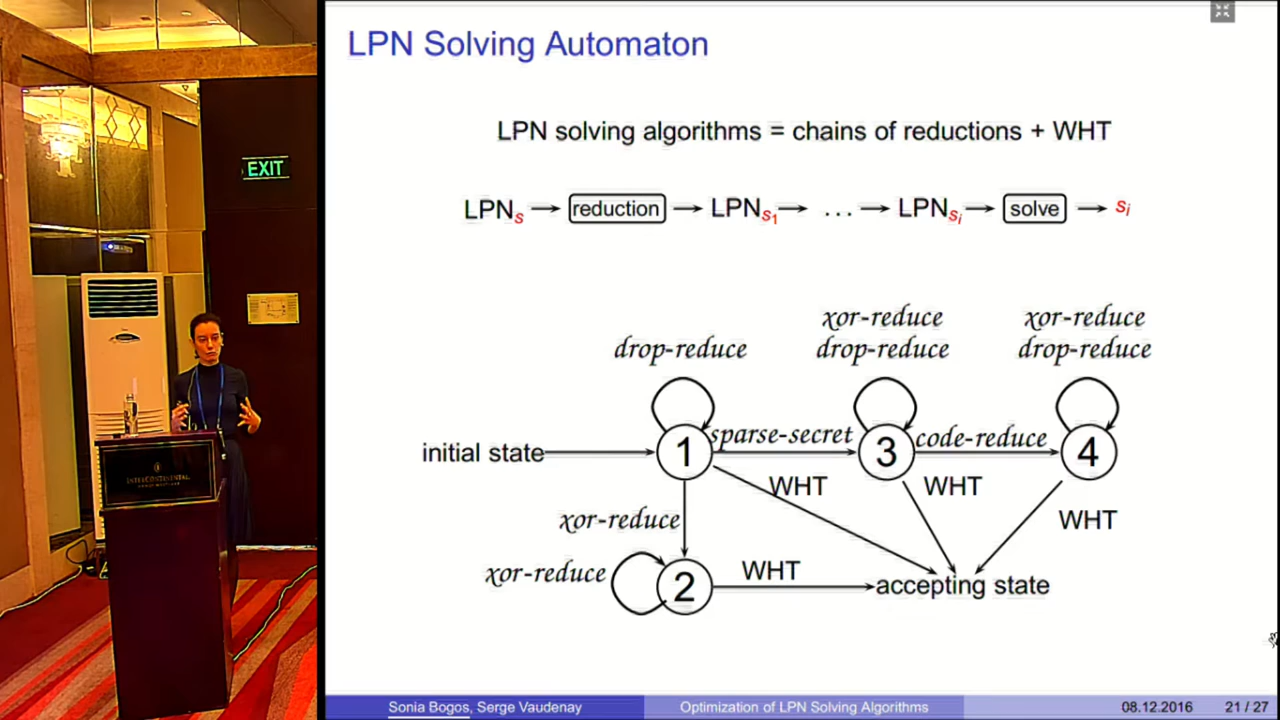 LPN Solving Automaton
LPN solving algorithms = chains of reductions + WHT
LPNs → reduction → LPNs1 → ... → LPNsi → solve → si
xor-reduce
xor-reduce
drop-reduce
drop-reduce
drop-reduce
initial state
1
sparse-secret
3
code-reduce
4
WHT
WHT
WHT
xor-reduce
xor-reduce
2
WHT
accepting state
Sonia Bogos, Serge Vaudenay
Optimization of LPN Solving Algorithms
08.12.2016
21 / 27
EXIT
INTERCONTINENTAL